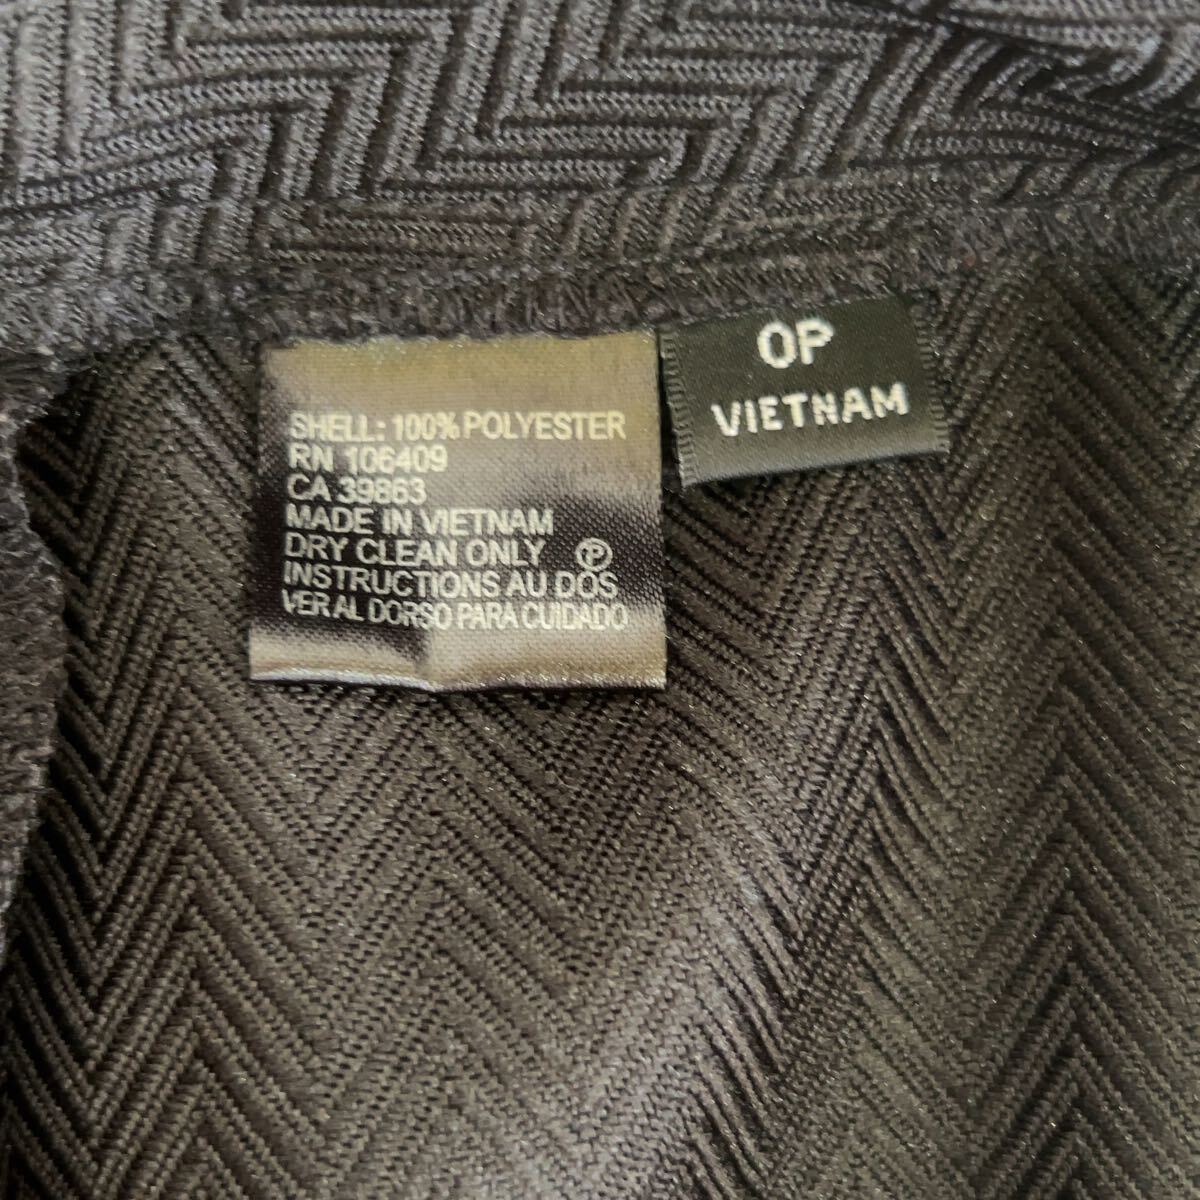 SHELL: 100% POLYESTER
RN 106409
CA 39863
MADE IN VIETNAM
DRY CLEAN ONLY Ⓟ
INSTRUCTIONS AU DOS
VER AL DORSO PARA CUIDADO
OP
VIETNAM